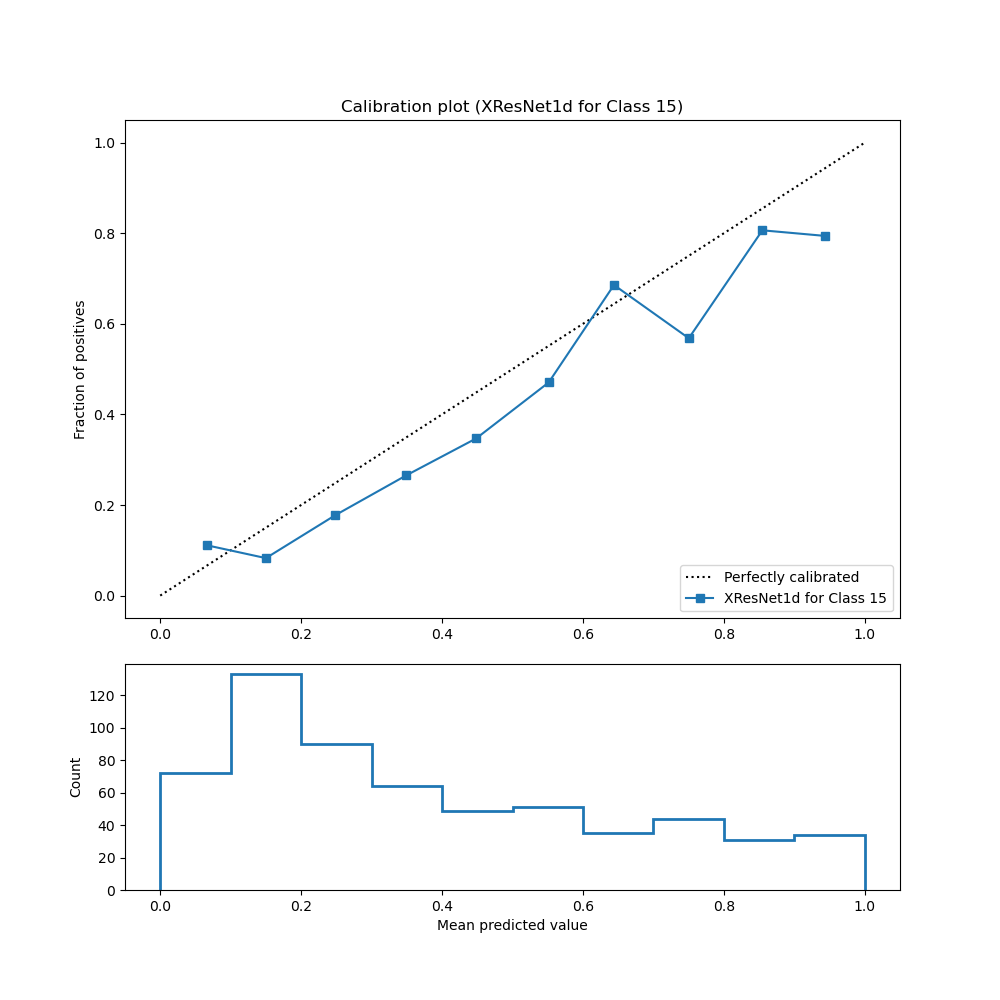 Calibration plot (XResNet1d for Class 15)
Fraction of positives
1.0
0.8
0.6
0.4
0.2
0.0
Perfectly calibrated
XResNet1d for Class 15
0.0 0.2 0.4 0.6 0.8 1.0
Count
120
100
80
60
40
20
0
0.0 0.2 0.4 0.6 0.8 1.0
Mean predicted value